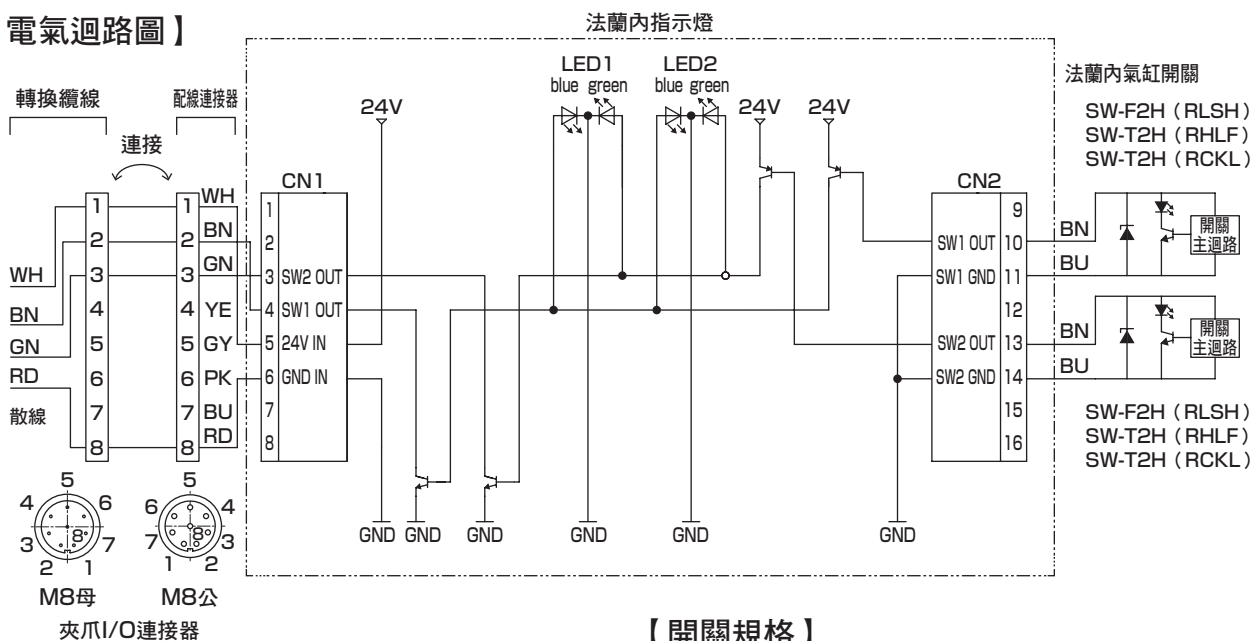 電氣迴路圖】
法蘭內指示燈
LED1
blue green
LED2
blue green
24V
24V
24V
轉換纜線
配線連接器
連接
法蘭內氣缸開關
SW-F2H（RLSH）
SW-T2H（RHLF）
SW-T2H（RCKL）
CN1
1
2
3 SW2 OUT
4 SW1 OUT
5 24V IN
6 GND IN
7
8
CN2
9
SW1 OUT 10
SW1 GND 11
12
SW2 OUT 13
SW2 GND 14
15
16
1 1 WH
2 2 BN
3 3 GN
4 4 YE
5 5 GY
6 6 PK
7 7 BU
8 8 RD
WH
BN
GN
RD
散線
BN
BU
開關
主迴路
BN
BU
開關
主迴路
SW-F2H（RLSH）
SW-T2H（RHLF）
SW-T2H（RCKL）
GND GND GND GND GND GND
5
4 6
8
3 7
2 1
M8母
5
6 4
8
7 3
1 2
M8公
夾爪I/O連接器
【開關規格】